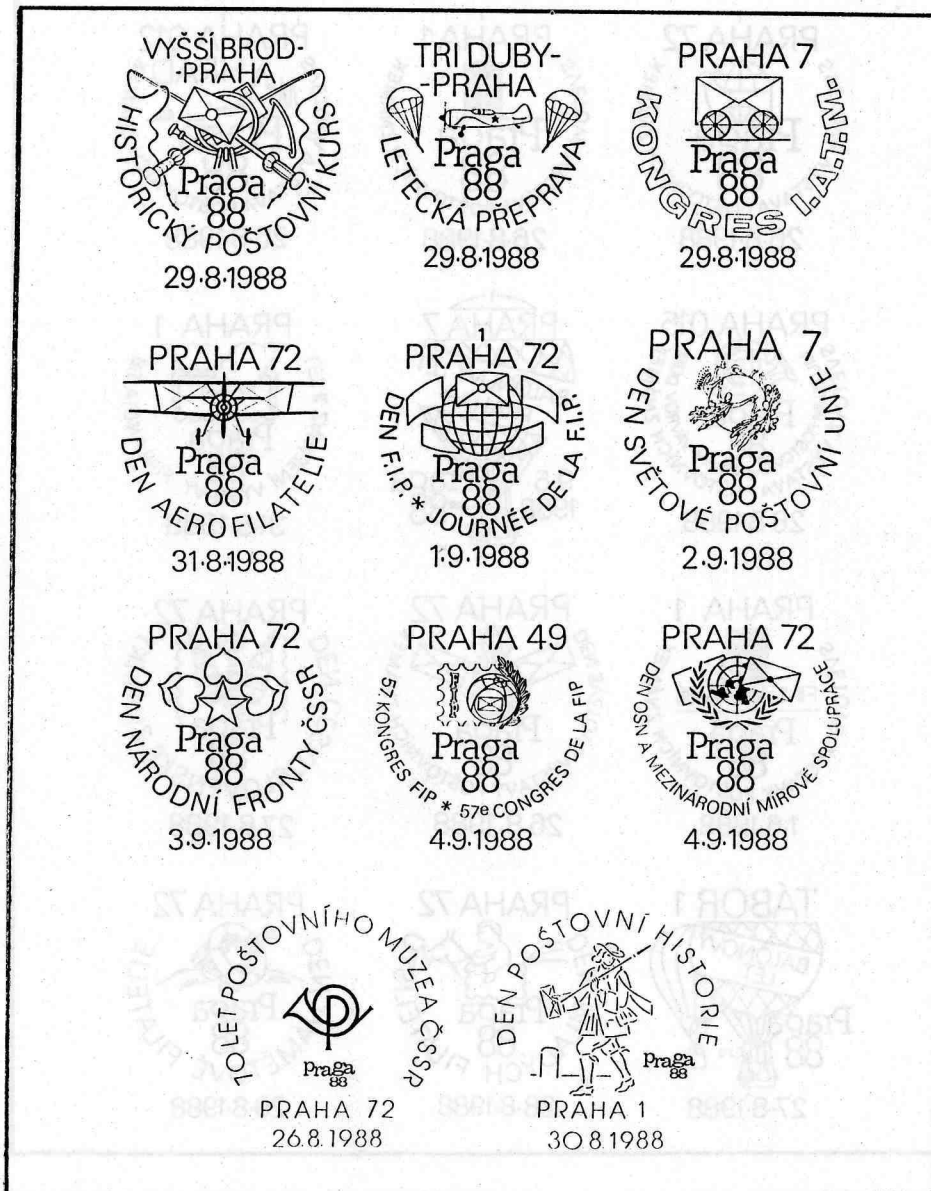 VYŠŠÍ BROD-
-PRAHA
HISTORICKÝ POŠTOVNÍ KURS
Praga
88
29.8.1988
TRI DUBY-
-PRAHA
LETECKÁ PŘEPRAVA
Praga
88
29.8.1988
PRAHA 7
KONGRES I.A.T.M.
Praga
88
29.8.1988
PRAHA 72
DEN AEROFILATELIE
Praga
88
31.8.1988
1
PRAHA 72
DEN F.I.P. * JOURNÉE DE LA F.I.P.
Praga
88
1.9.1988
PRAHA 7
DEN SVĚTOVÉ POŠTOVNÍ UNIE
Praga
88
2.9.1988
PRAHA 72
DEN NÁRODNÍ FRONTY ČSSR
Praga
88
3.9.1988
PRAHA 49
57. KONGRES FIP * 57e CONGRES DE LA FIP
Praga
88
4.9.1988
PRAHA 72
DEN OSN A MEZINÁRODNÍ MÍROVÉ SPOLUPRÁCE
Praga
88
4.9.1988
70 LET POŠTOVNÍHO MUZEA ČSSR
praga
88
PRAHA 72
26.8.1988
DEN POŠTOVNÍ HISTORIE
praga
88
PRAHA 1
30.8.1988